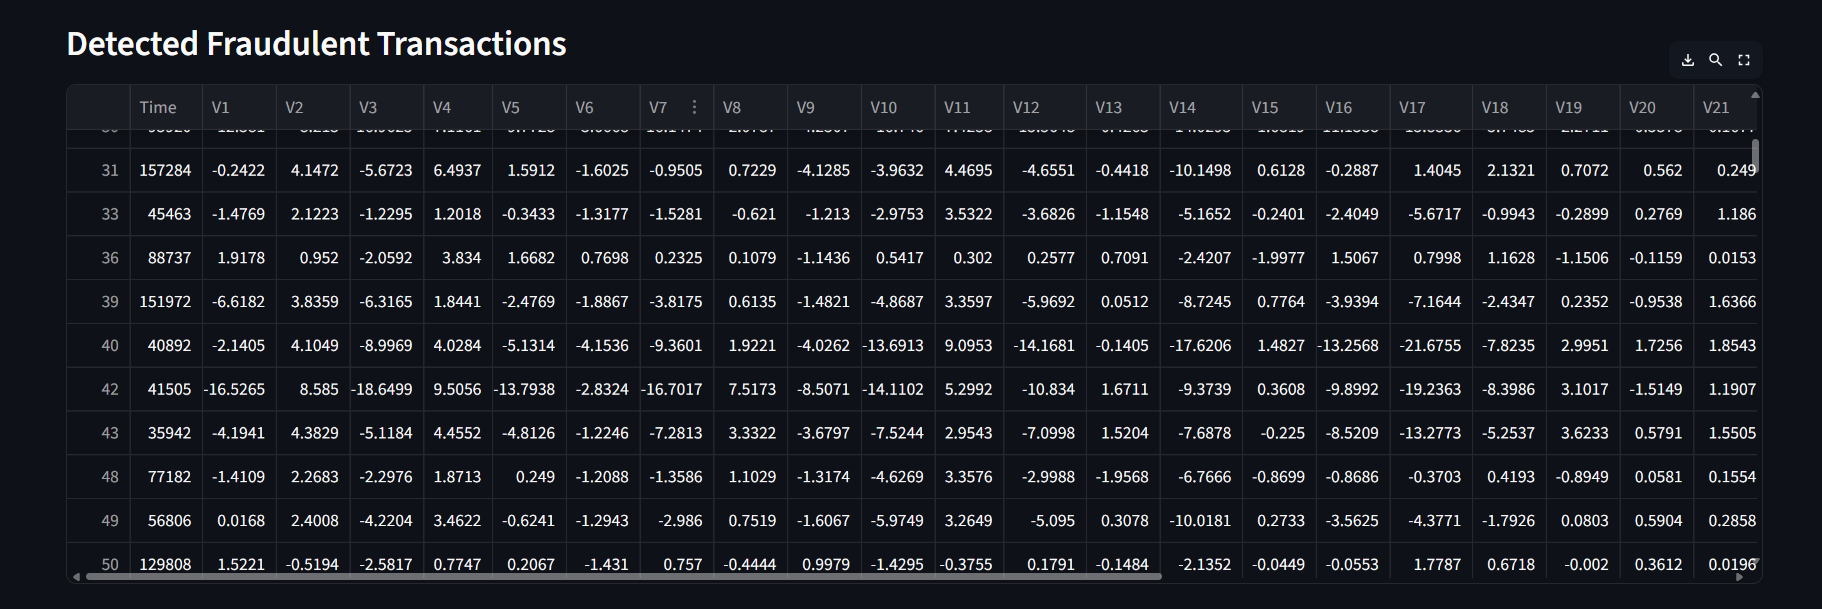 Detected Fraudulent Transactions
Time V1 V2 V3 V4 V5 V6 V7 V8 V9 V10 V11 V12 V13 V14 V15 V16 V17 V18 V19 V20 V21
31 157284 -0.2422 4.1472 -5.6723 6.4937 1.5912 -1.6025 -0.9505 0.7229 -4.1285 -3.9632 4.4695 -4.6551 -0.4418 -10.1498 0.6128 -0.2887 1.4045 2.1321 0.7072 0.562 0.249
33 45463 -1.4769 2.1223 -1.2295 1.2018 -0.3433 -1.3177 -1.5281 -0.621 -1.213 -2.9753 3.5322 -3.6826 -1.1548 -5.1652 -0.2401 -2.4049 -5.6717 -0.9943 -0.2899 0.2769 1.186
36 88737 1.9178 0.952 -2.0592 3.834 1.6682 0.7698 0.2325 0.1079 -1.1436 0.5417 0.302 0.2577 0.7091 -2.4207 -1.9977 1.5067 0.7998 1.1628 -1.1506 -0.1159 0.0153
39 151972 -6.6182 3.8359 -6.3165 1.8441 -2.4769 -1.8867 -3.8175 0.6135 -1.4821 -4.8687 3.3597 -5.9692 0.0512 -8.7245 0.7764 -3.9394 -7.1644 -2.4347 0.2352 -0.9538 1.6366
40 40892 -2.1405 4.1049 -8.9969 4.0284 -5.1314 -4.1536 -9.3601 1.9221 -4.0262 -13.6913 9.0953 -14.1681 -0.1405 -17.6206 1.4827 -13.2568 -21.6755 -7.8235 2.9951 1.7256 1.8543
42 41505 -16.5265 8.585 -18.6499 9.5056 -13.7938 -2.8324 -16.7017 7.5173 -8.5071 -14.1102 5.2992 -10.834 1.6711 -9.3739 0.3608 -9.8992 -19.2363 -8.3986 3.1017 -1.5149 1.1907
43 35942 -4.1941 4.3829 -5.1184 4.4552 -4.8126 -1.2246 -7.2813 3.3322 -3.6797 -7.5244 2.9543 -7.0998 1.5204 -7.6878 -0.225 -8.5209 -13.2773 -5.2537 3.6233 0.5791 1.5505
48 77182 -1.4109 2.2683 -2.2976 1.8713 0.249 -1.2088 -1.3586 1.1029 -1.3174 -4.6269 3.3576 -2.9988 -1.9568 -6.7666 -0.8699 -0.8686 -0.3703 0.4193 -0.8949 0.0581 0.1554
49 56806 0.0168 2.4008 -4.2204 3.4622 -0.6241 -1.2943 -2.986 0.7519 -1.6067 -5.9749 3.2649 -5.095 0.3078 -10.0181 0.2733 -3.5625 -4.3771 -1.7926 0.0803 0.5904 0.2858
50 129808 1.5221 -0.5194 -2.5817 0.7747 0.2067 -1.431 0.757 -0.4444 0.9979 -1.4295 -0.3755 0.1791 -0.1484 -2.1352 -0.0449 -0.0553 1.7787 0.6718 -0.002 0.3612 0.0196